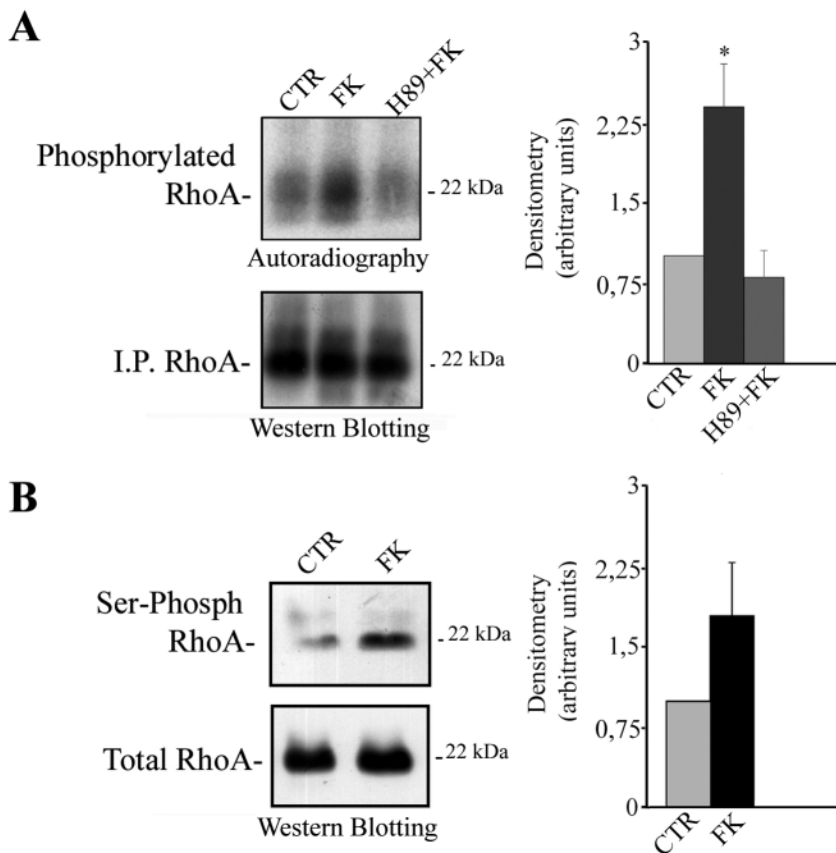 A
CTR FK H89+FK
Phosphorylated
RhoA-
- 22 kDa
Autoradiography
I.P. RhoA-
- 22 kDa
Western Blotting
Densitometry
(arbitrary units)
3
2,25
1,5
0,75
0
*
CTR FK H89+FK
B
CTR FK
Ser-Phosph
RhoA-
- 22 kDa
Total RhoA-
- 22 kDa
Western Blotting
Densitometry
(arbitrary units)
3
2,25
1,5
0,75
0
CTR FK